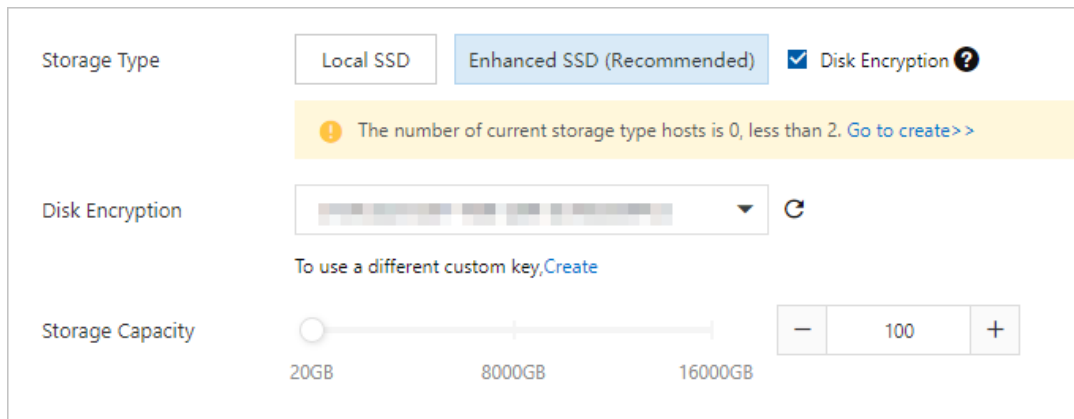 Storage Type Local SSD Enhanced SSD (Recommended) Disk Encryption ?
! The number of current storage type hosts is 0, less than 2. Go to create>>
Disk Encryption
To use a different custom key,Create
Storage Capacity − 100 +
20GB 8000GB 16000GB